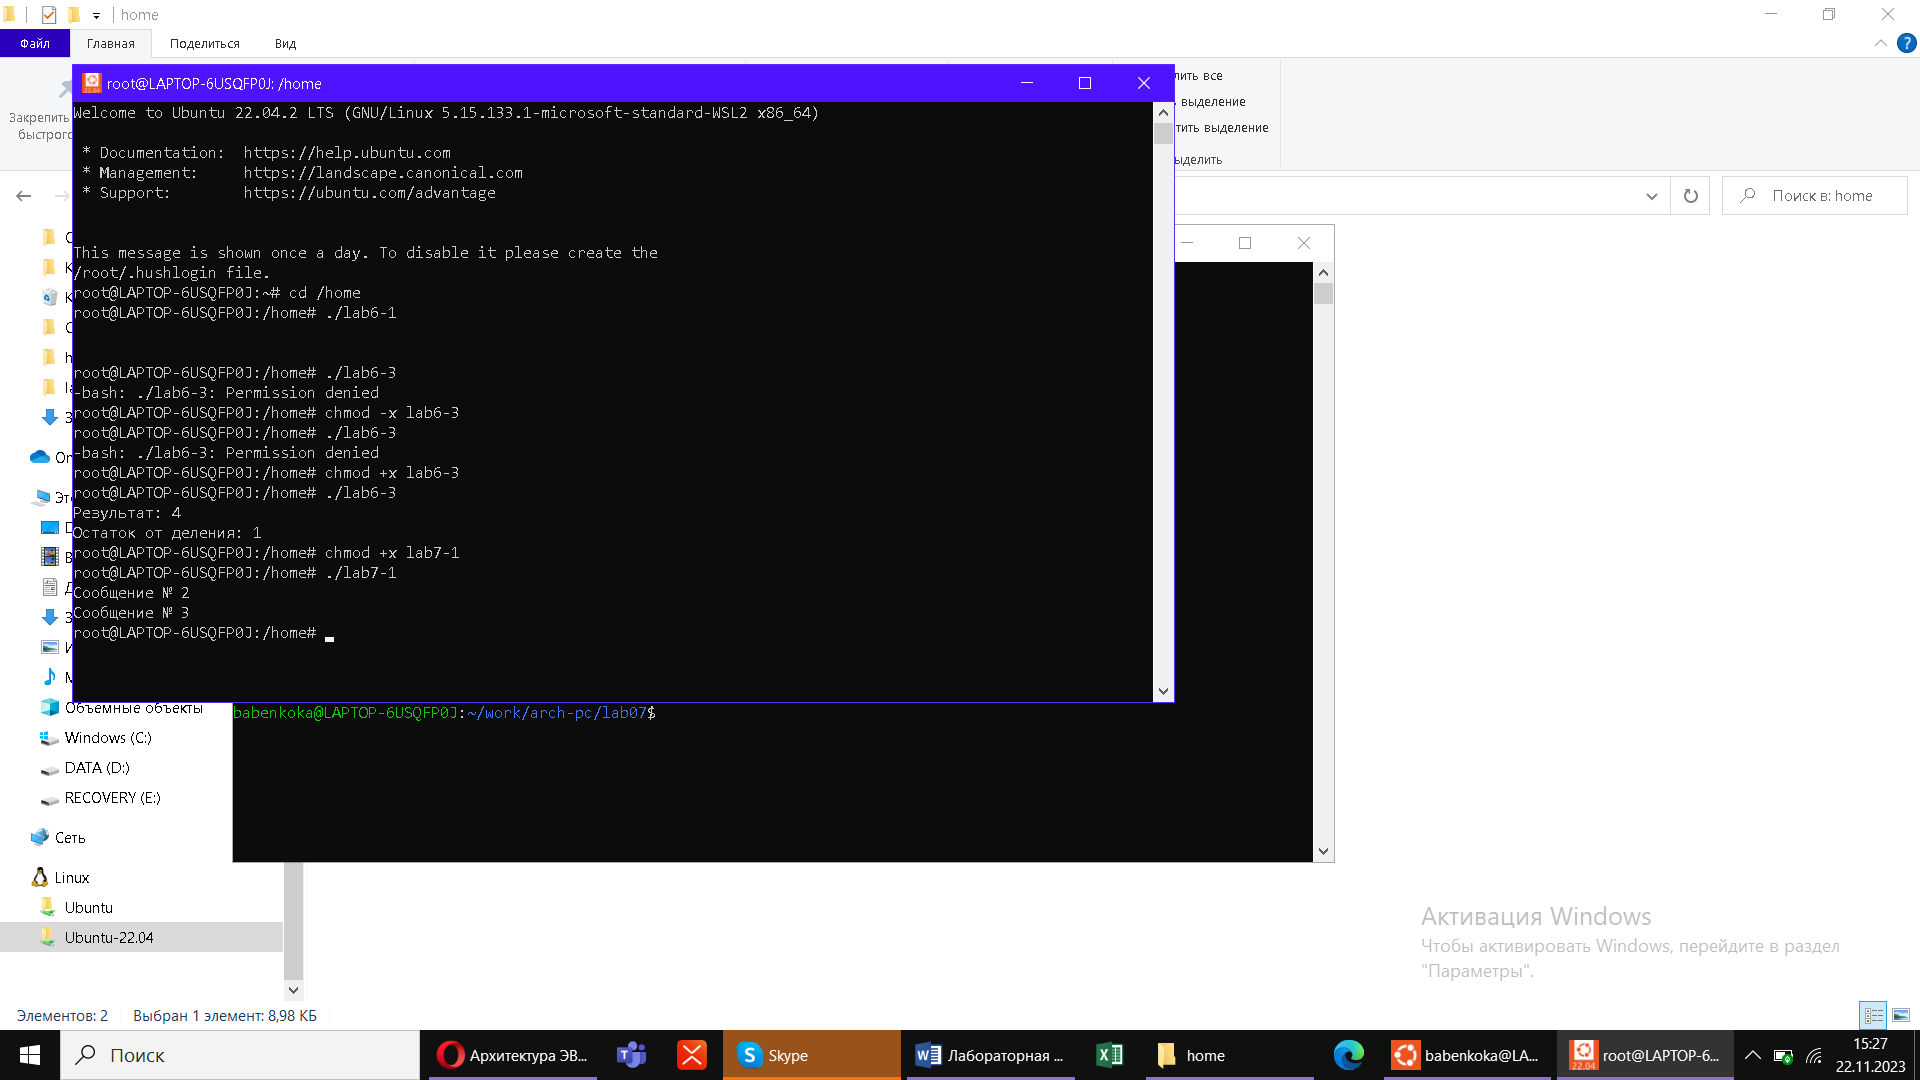 home
Файл
Главная
Поделиться
Вид
root@LAPTOP-6USQFP0J: /home
Закрепить
быстрого
лить все
выделение
тить выделение
ыделить
Поиск в: home
Welcome to Ubuntu 22.04.2 LTS (GNU/Linux 5.15.133.1-microsoft-standard-WSL2 x86_64)
* Documentation:  https://help.ubuntu.com
* Management:     https://landscape.canonical.com
* Support:        https://ubuntu.com/advantage
This message is shown once a day. To disable it please create the
/root/.hushlogin file.
root@LAPTOP-6USQFP0J:~# cd /home
root@LAPTOP-6USQFP0J:/home# ./lab6-1
root@LAPTOP-6USQFP0J:/home# ./lab6-3
-bash: ./lab6-3: Permission denied
root@LAPTOP-6USQFP0J:/home# chmod -x lab6-3
root@LAPTOP-6USQFP0J:/home# ./lab6-3
-bash: ./lab6-3: Permission denied
root@LAPTOP-6USQFP0J:/home# chmod +x lab6-3
root@LAPTOP-6USQFP0J:/home# ./lab6-3
Результат: 4
Остаток от деления: 1
root@LAPTOP-6USQFP0J:/home# chmod +x lab7-1
root@LAPTOP-6USQFP0J:/home# ./lab7-1
Сообщение № 2
Сообщение № 3
root@LAPTOP-6USQFP0J:/home#
babenkoka@LAPTOP-6USQFP0J:~/work/arch-pc/lab07$
Объемные объекты
Windows (C:)
DATA (D:)
RECOVERY (E:)
Сеть
Linux
Ubuntu
Ubuntu-22.04
Активация Windows
Чтобы активировать Windows, перейдите в раздел
"Параметры".
Элементов: 2
Выбран 1 элемент: 8,98 КБ
Поиск
Архитектура ЭВ...
Skype
Лабораторная ...
home
babenkoka@LA...
root@LAPTOP-6...
15:27
22.11.2023